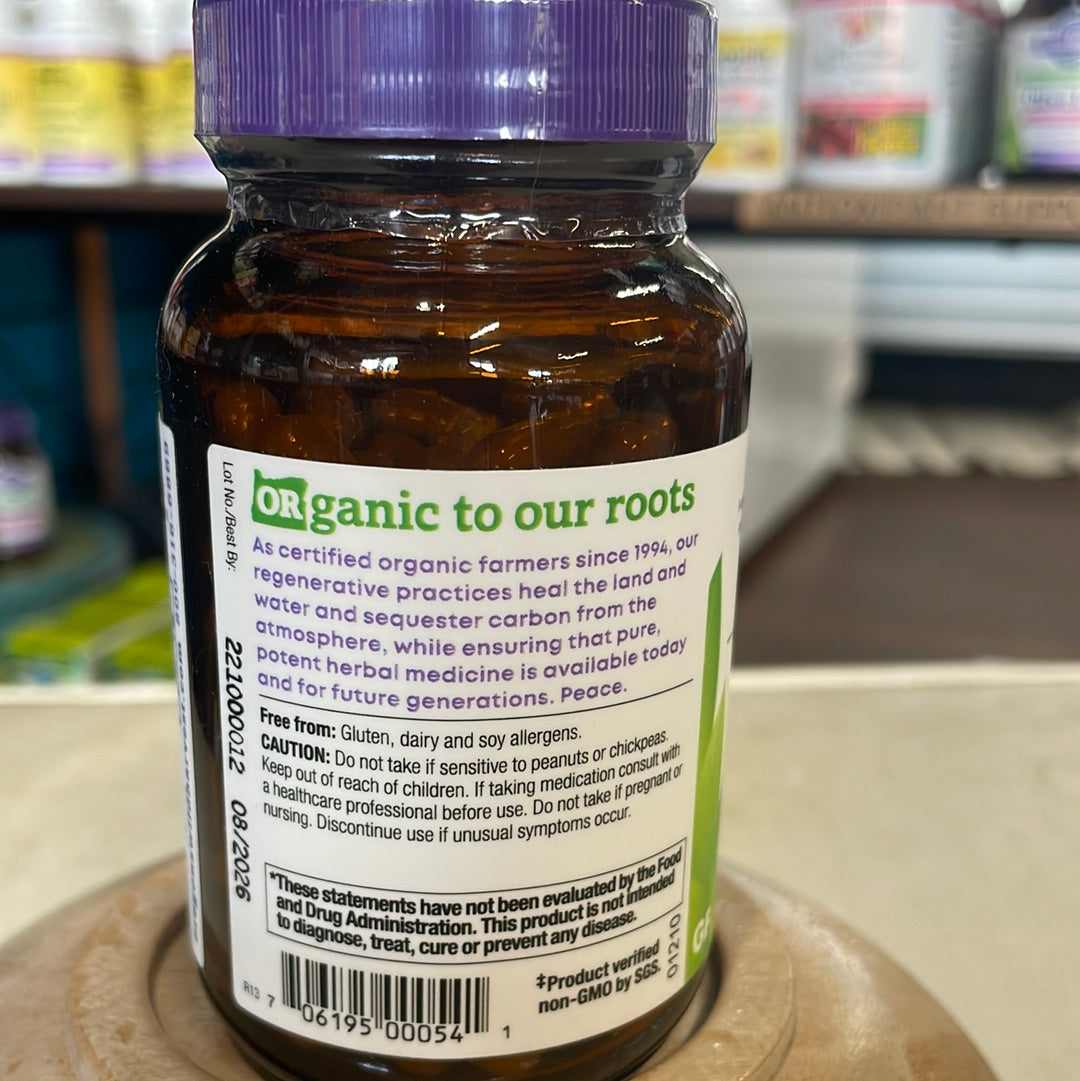 ORganic to our roots
As certified organic farmers since 1994, our
regenerative practices heal the land and
water and sequester carbon from the
atmosphere, while ensuring that pure,
potent herbal medicine is available today
and for future generations. Peace.
Free from: Gluten, dairy and soy allergens.
CAUTION: Do not take if sensitive to peanuts or chickpeas.
Keep out of reach of children. If taking medication consult with
a healthcare professional before use. Do not take if pregnant or
nursing. Discontinue use if unusual symptoms occur.
*These statements have not been evaluated by the Food
and Drug Administration. This product is not intended
to diagnose, treat, cure or prevent any disease.
‡Product verified
non-GMO by SGS.
01210
R13
7 06195 00054 1
Lot No./Best By:
221000012 08/2026